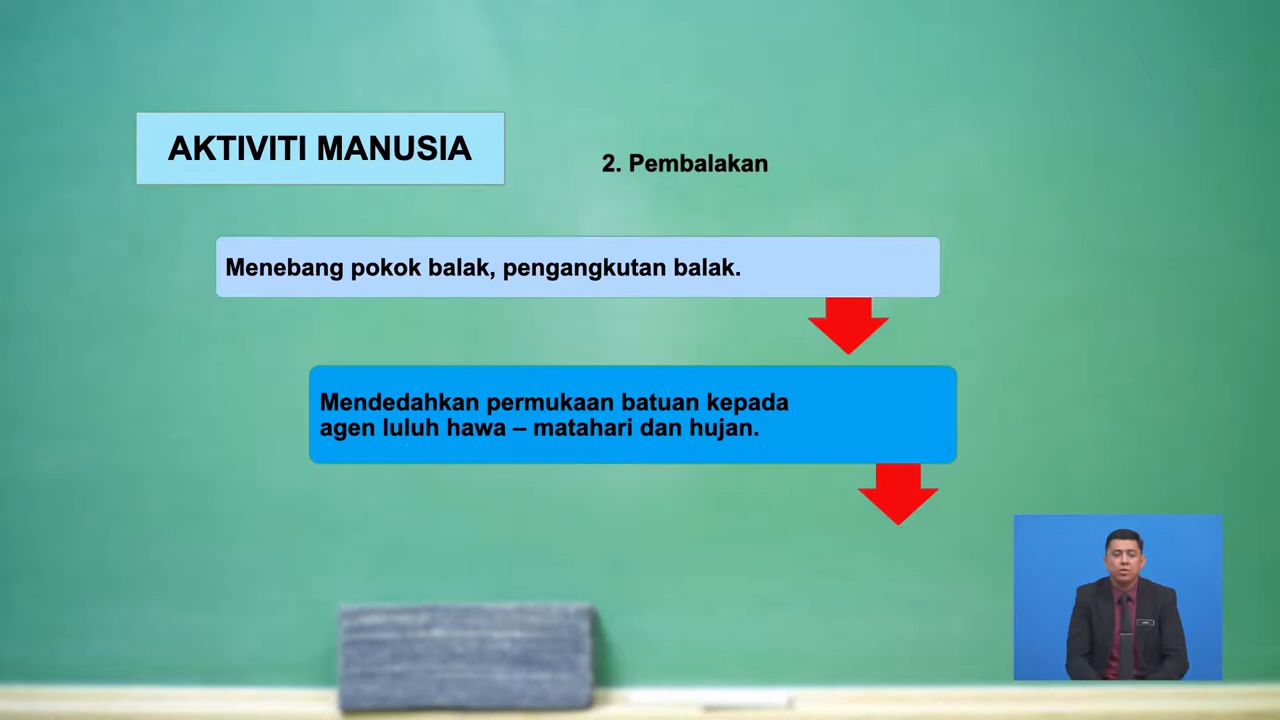 AKTIVITI MANUSIA
2. Pembalakan
Menebang pokok balak, pengangkutan balak.
Mendedahkan permukaan batuan kepada
agen luluh hawa – matahari dan hujan.